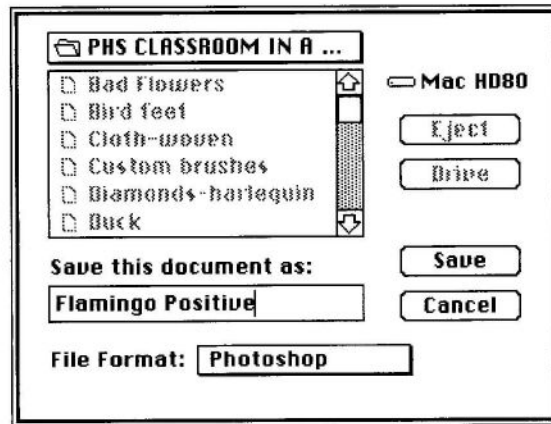 PHS CLASSROOM IN A ...
Bad Flowers
Bird feet
Cloth-woven
Custom brushes
Diamonds-harlequin
Duck
Mac HD80
Eject
Drive
Save this document as:
Flamingo Positive
Save
Cancel
File Format: Photoshop